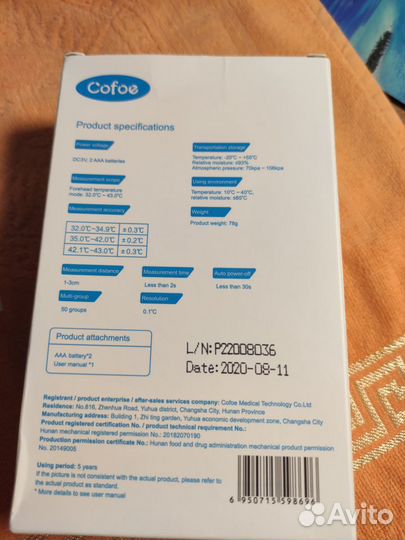 Cofoe
Product specifications
Power voltage
DC3V, 2 AAA batteries
Transportation storage
Temperature: -20°C ~ +55°C
Relative moisture: ≤93%
Atmospheric pressure: 70kpa ~ 106kpa
Measurement scope
Forehead temperature
mode: 32.0°C ~ 43.0°C
Using environment
Temperature: 10°C ~ 40°C,
relative moisture: ≤85%
Measurement accuracy
32.0°C~34.9°C ± 0.3°C
35.0°C~42.0°C ± 0.2°C
42.1°C~43.0°C ± 0.3°C
Weight
Product weight: 78g
Measurement distance
1-3cm
Measurement time
Less than 2s
Auto power-off
Less than 30s
Multi-group
50 groups
Resolution
0.1°C
Product attachments
AAA battery*2
User manual *1
L/N:P22008036
Date:2020-08-11
Registrant / product enterprise / after-sales services company: Cofoe Medical Technology Co.Ltd
Residence: No.816, Zhenhua Road, Yuhua district, Changsha City, Hunan Province
Manufacturing address: Building 1, Zhi ting garden, Yuhua economic development zone, Changsha City
Product registered certification No. / product technical requirement No.:
Hunan mechanical registered permission No.: 20182070190
Production permission certificate No.: Hunan food and drug administration mechanical product permission
No. 20149005
Using period: 5 years
If the picture is not consistent with the actual product, please refer to
the actual product as standard.
* More details to see user manual
6 950715 598696
Avito